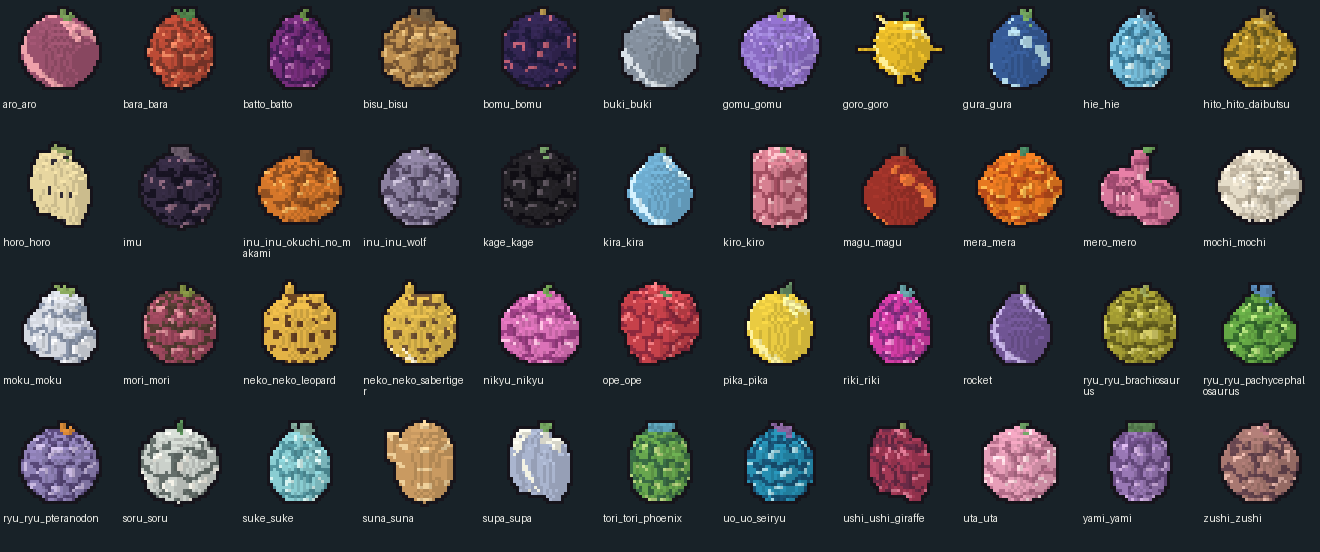 aro_aro
bara_bara
batto_batto
bisu_bisu
bomu_bomu
buki_buki
gomu_gomu
goro_goro
gura_gura
hie_hie
hito_hito_daibutsu
horo_horo
imu
inu_inu_okuchi_no_m
akami
inu_inu_wolf
kage_kage
kira_kira
kiro_kiro
magu_magu
mera_mera
mero_mero
mochi_mochi
moku_moku
mori_mori
neko_neko_leopard
neko_neko_sabertige
r
nikyu_nikyu
ope_ope
pika_pika
riki_riki
rocket
ryu_ryu_brachiosaur
us
ryu_ryu_pachycephal
osaurus
ryu_ryu_pteranodon
soru_soru
suke_suke
suna_suna
supa_supa
tori_tori_phoenix
uo_uo_seiryu
ushi_ushi_giraffe
uta_uta
yami_yami
zushi_zushi